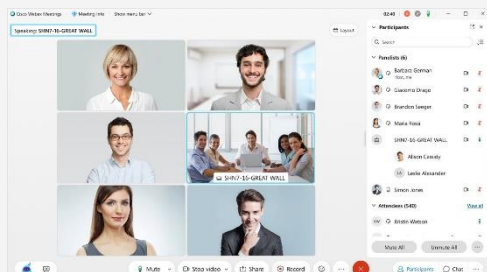 Cisco Webex Meetings
Meeting Info
Show menu bar
02:40
Speaking: SHN7-16-GREAT WALL
Layout
SHN7-16-GREAT WALL
Participants
Search
Panelists (6)
Barbara German
Host, me
Giacomo Drago
Brandon Seeger
Maria Rossi
SHN7-16-GREAT WALL
Alison Cassidy
LA
Leslie Alexander
Simon Jones
Attendees (540)
View all
Kristin Watson
Mute All
Unmute All
Mute
Stop video
Share
Record
Participants
Chat